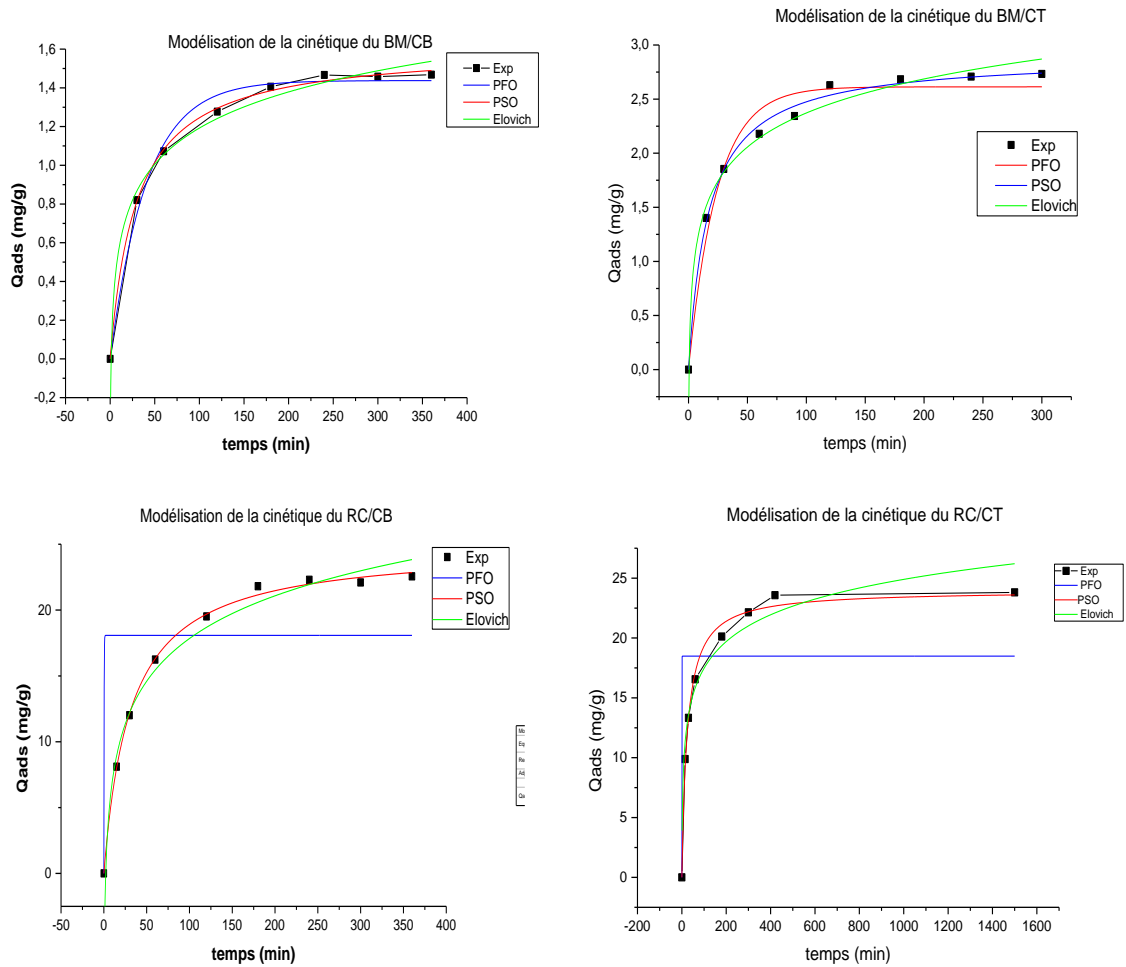 Modélisation de la cinétique du BM/CB
Exp
PFO
PSO
Elovich
1,6
1,4
1,2
1,0
0,8
0,6
0,4
0,2
0,0
-0,2
Qads (mg/g)
-50 0 50 100 150 200 250 300 350 400
temps (min)
Modélisation de la cinétique du BM/CT
3,0
2,5
2,0
1,5
1,0
0,5
0,0
Qads (mg/g)
Exp
PFO
PSO
Elovich
0 50 100 150 200 250 300
temps (min)
Modélisation de la cinétique du RC/CB
Exp
PFO
PSO
Elovich
20
10
0
Qads (mg/g)
-50 0 50 100 150 200 250 300 350 400
temps (min)
Mo
Eq
Re
Ad
Modélisation de la cinétique du RC/CT
Exp
PFO
PSO
Elovich
25
20
15
10
5
0
Qads (mg/g)
-200 0 200 400 600 800 1000 1200 1400 1600
temps (min)